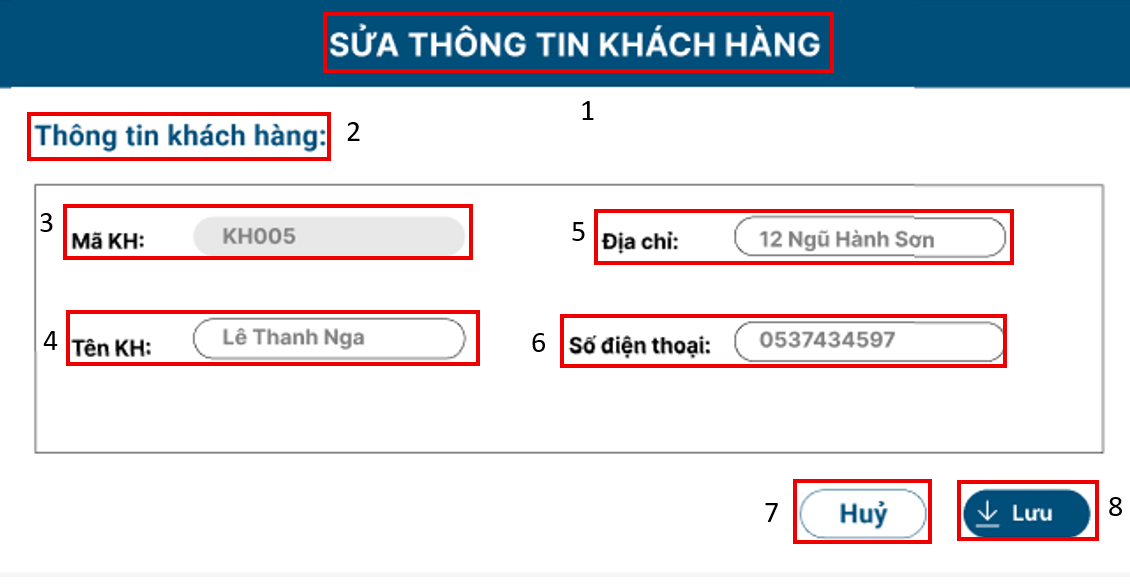 SỬA THÔNG TIN KHÁCH HÀNG
1
Thông tin khách hàng: 2
3 Mã KH: KH005
5 Địa chỉ: 12 Ngũ Hành Sơn
4 Tên KH: Lê Thanh Nga
6 Số điện thoại: 0537434597
7 Huỷ
Lưu 8